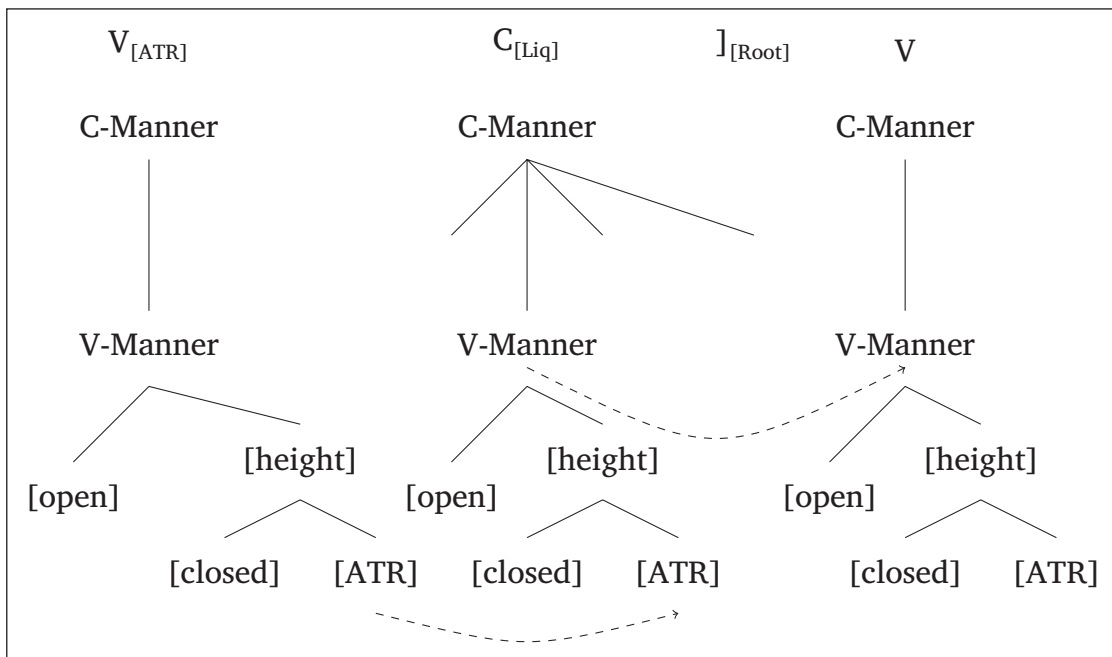 V[ATR] C[Liq] ][Root] V
C-Manner C-Manner C-Manner
V-Manner V-Manner V-Manner
[height] [height] [height]
[open] [open] [open]
[closed] [ATR] [closed] [ATR] [closed] [ATR]